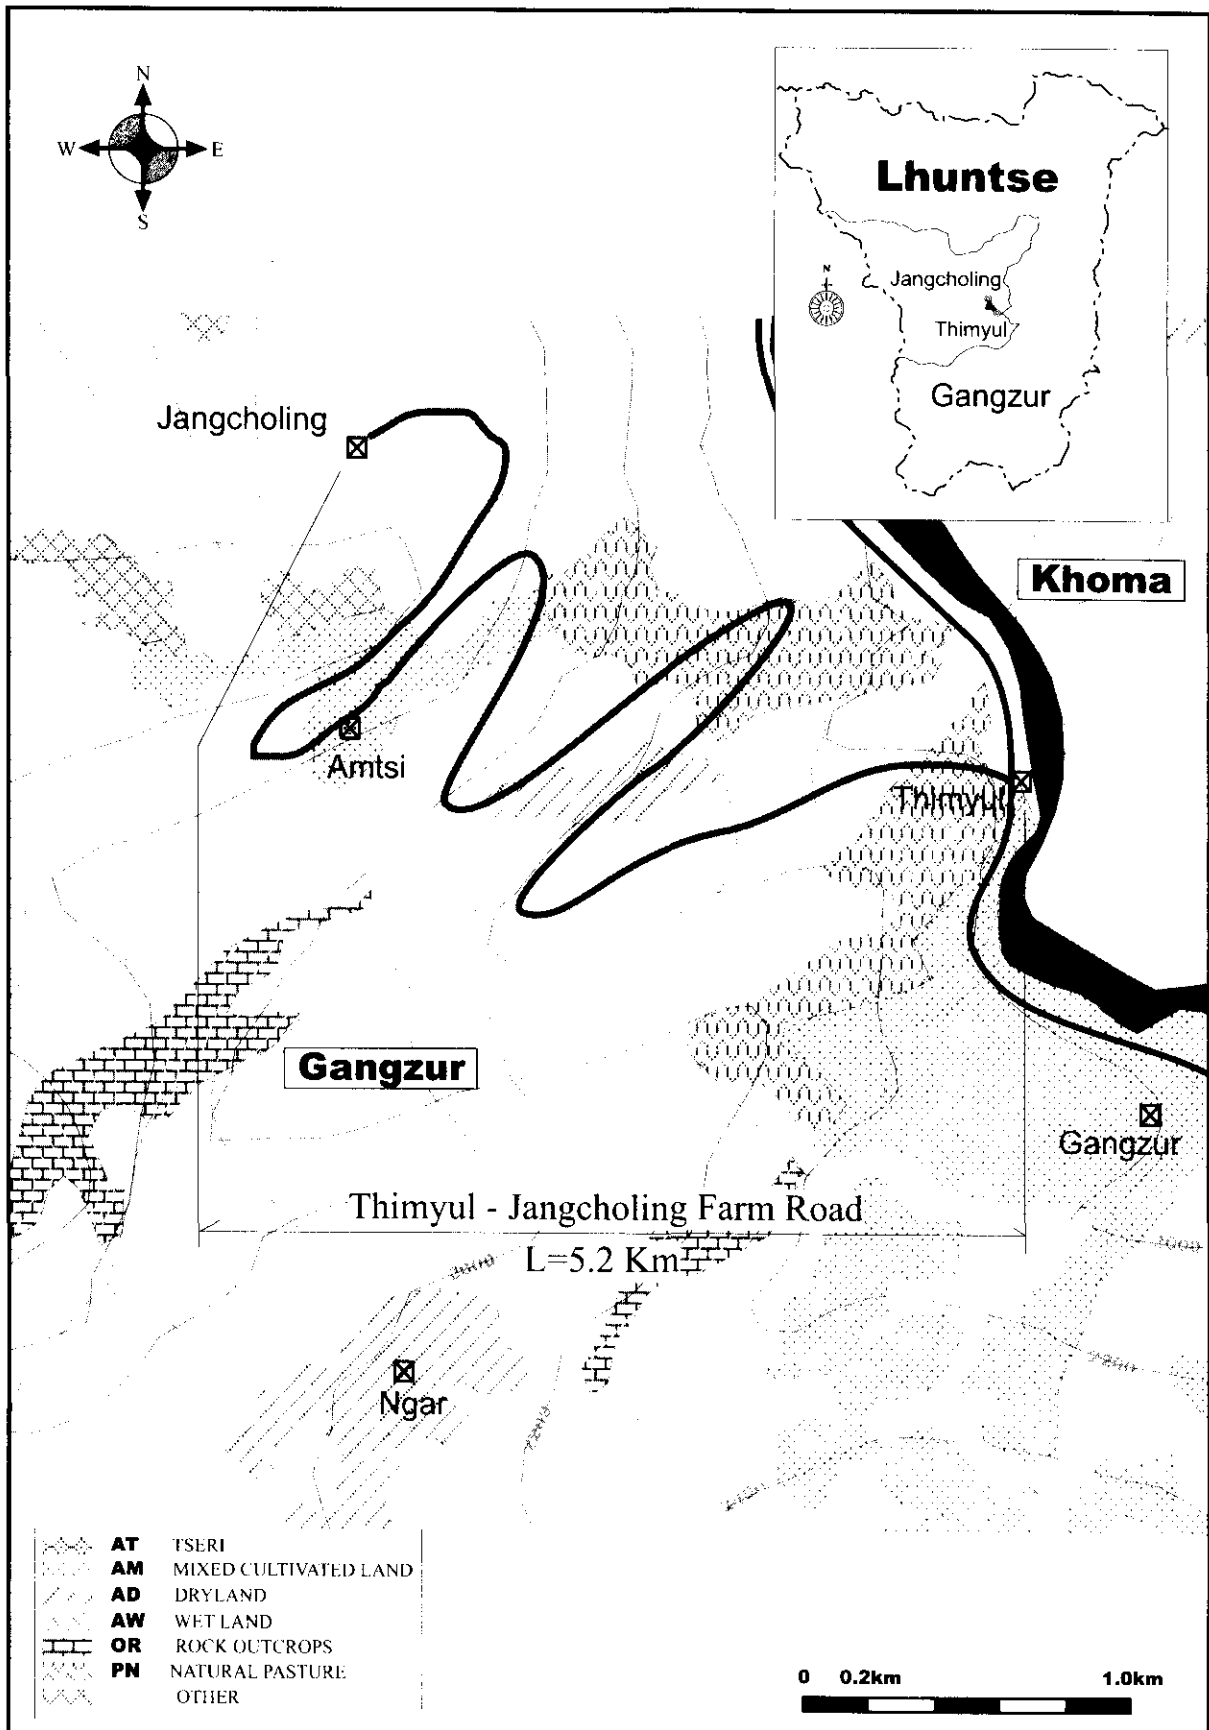 N
W E
S
Lhuntse
N
Jangcholing
Thimyul
Gangzur
Jangcholing
Khoma
Amtsi
Thimyul
Gangzur
Gangzur
Thimyul - Jangcholing Farm Road
L=5.2 Km
Ngar
AT TSERI
AM MIXED CULTIVATED LAND
AD DRYLAND
AW WET LAND
OR ROCK OUTCROPS
PN NATURAL PASTURE
OTHER
0 0.2km 1.0km